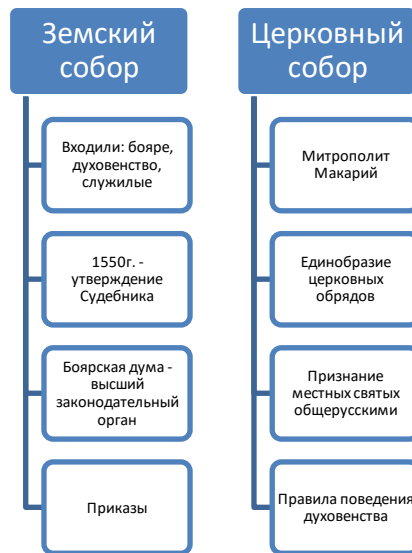 Земский
собор
Входили: бояре,
духовенство,
служилые
1550г. -
утверждение
Судебника
Боярская дума -
высший
законодательный
орган
Приказы
Церковный
собор
Митрополит
Макарий
Единобразие
церковных
обрядов
Признание
местных святых
общерусскими
Правила поведения
духовенства